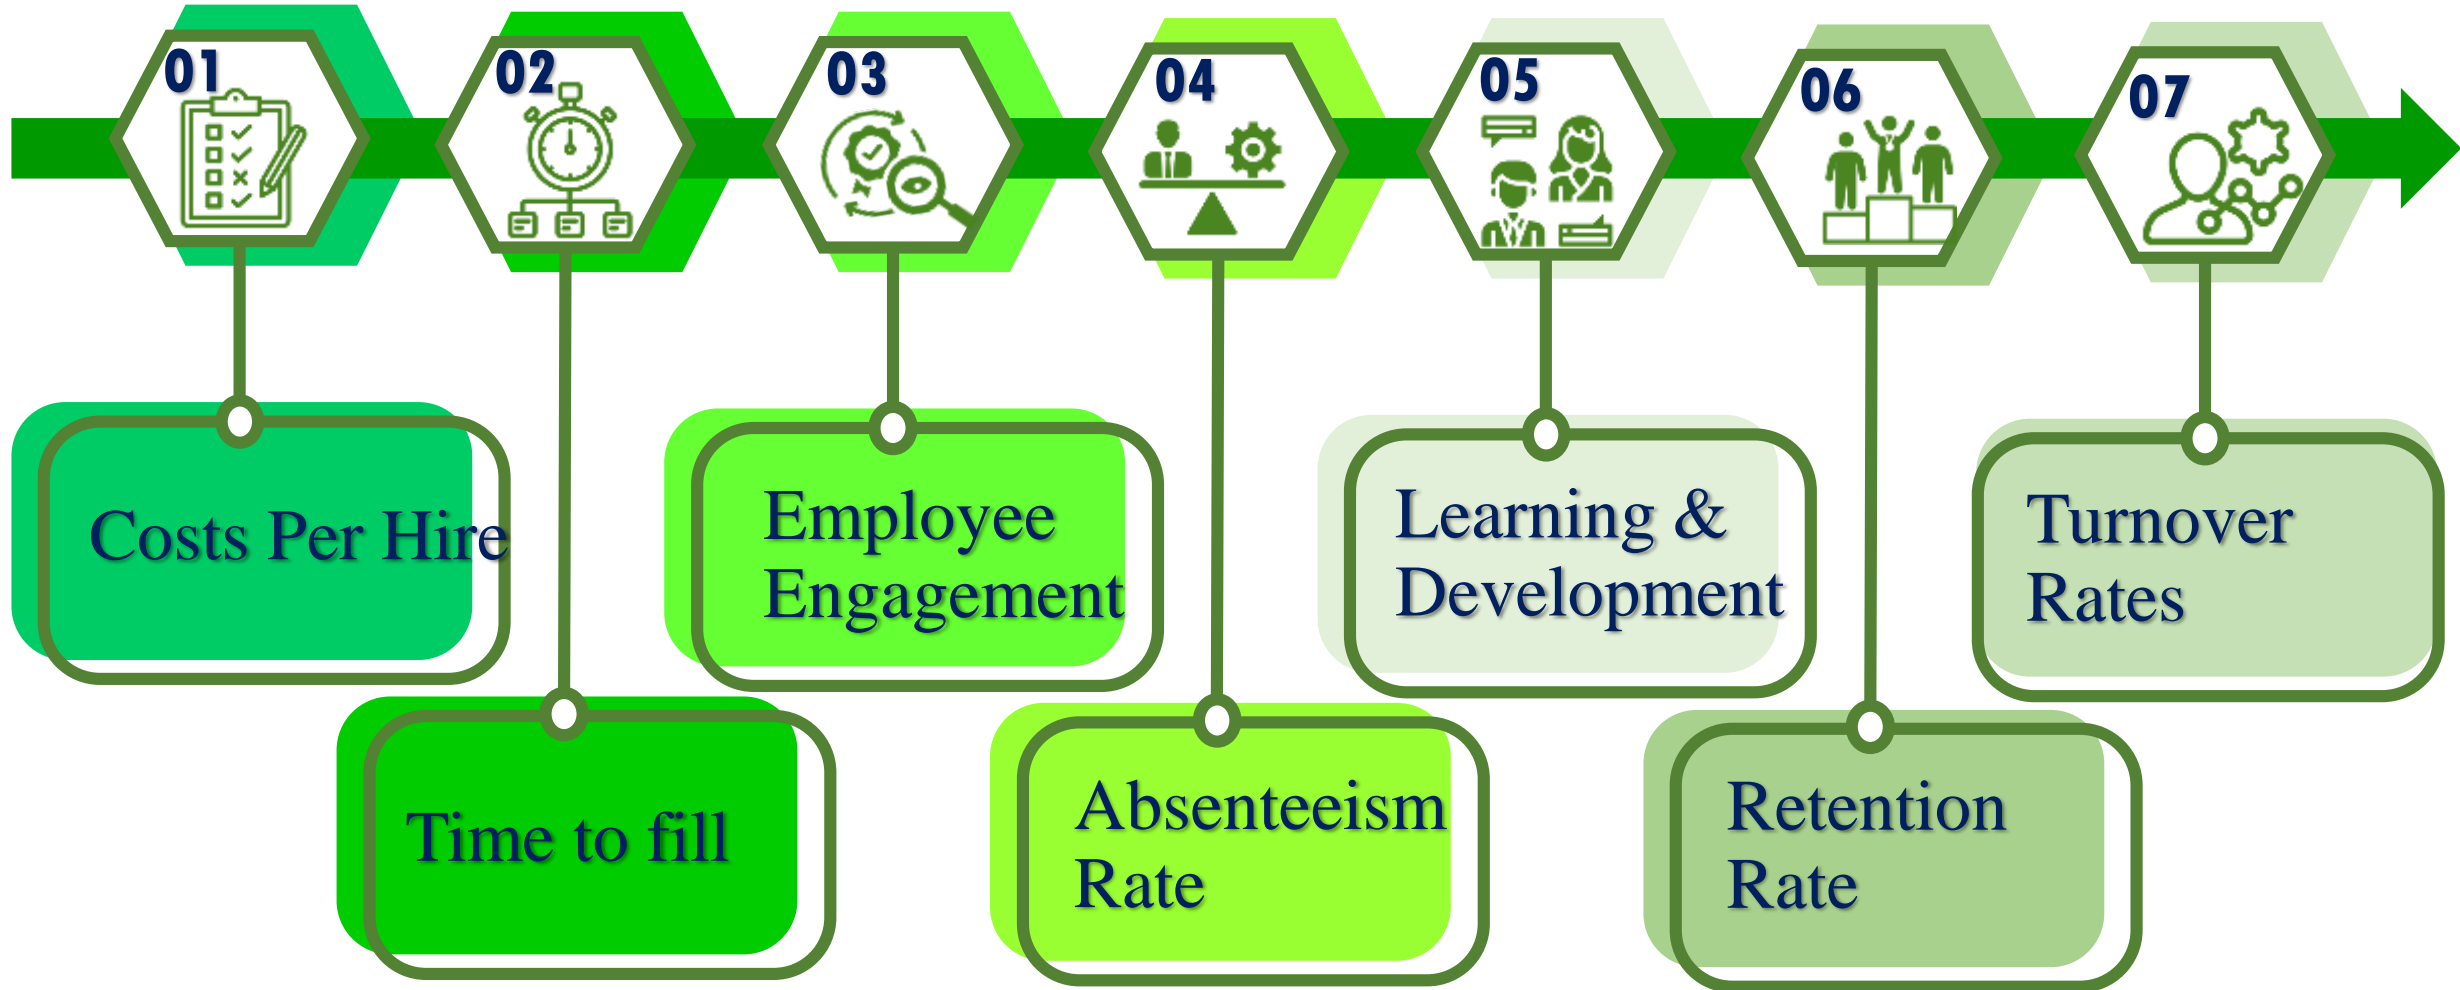 01
02
03
04
05
06
07
Costs Per Hire
Time to fill
Employee
Engagement
Absenteeism
Rate
Learning &
Development
Retention
Rate
Turnover
Rates